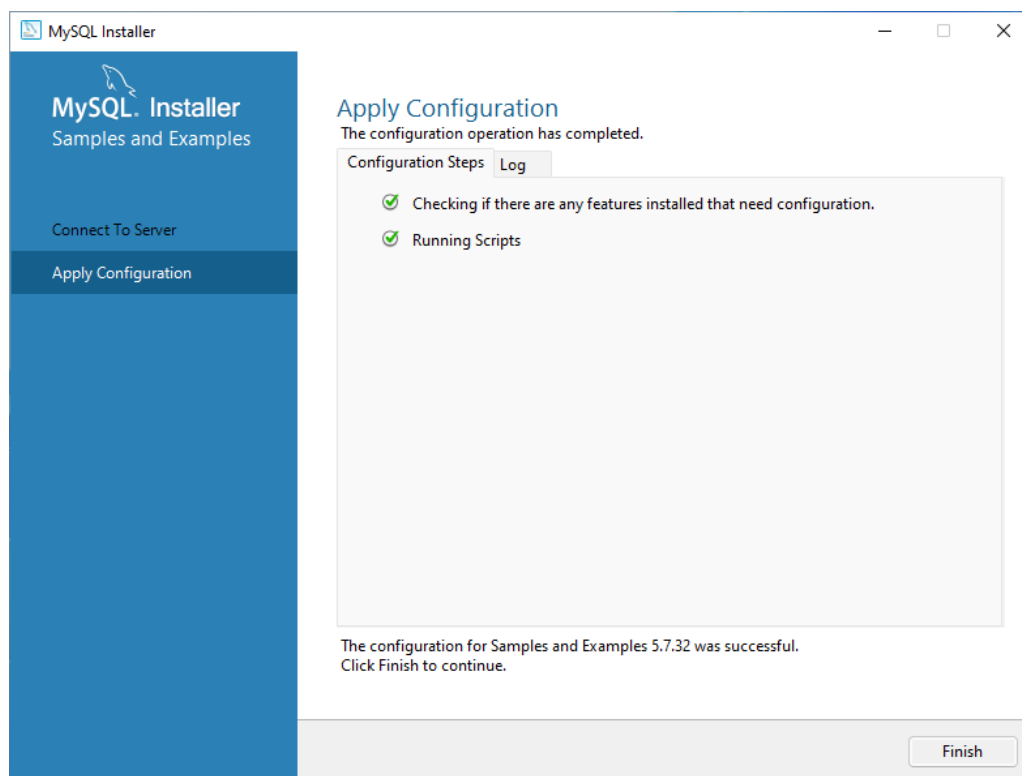 MySQL Installer
MySQL. Installer
Samples and Examples
Connect To Server
Apply Configuration
Apply Configuration
The configuration operation has completed.
Configuration Steps
Log
Checking if there are any features installed that need configuration.
Running Scripts
The configuration for Samples and Examples 5.7.32 was successful.
Click Finish to continue.
Finish